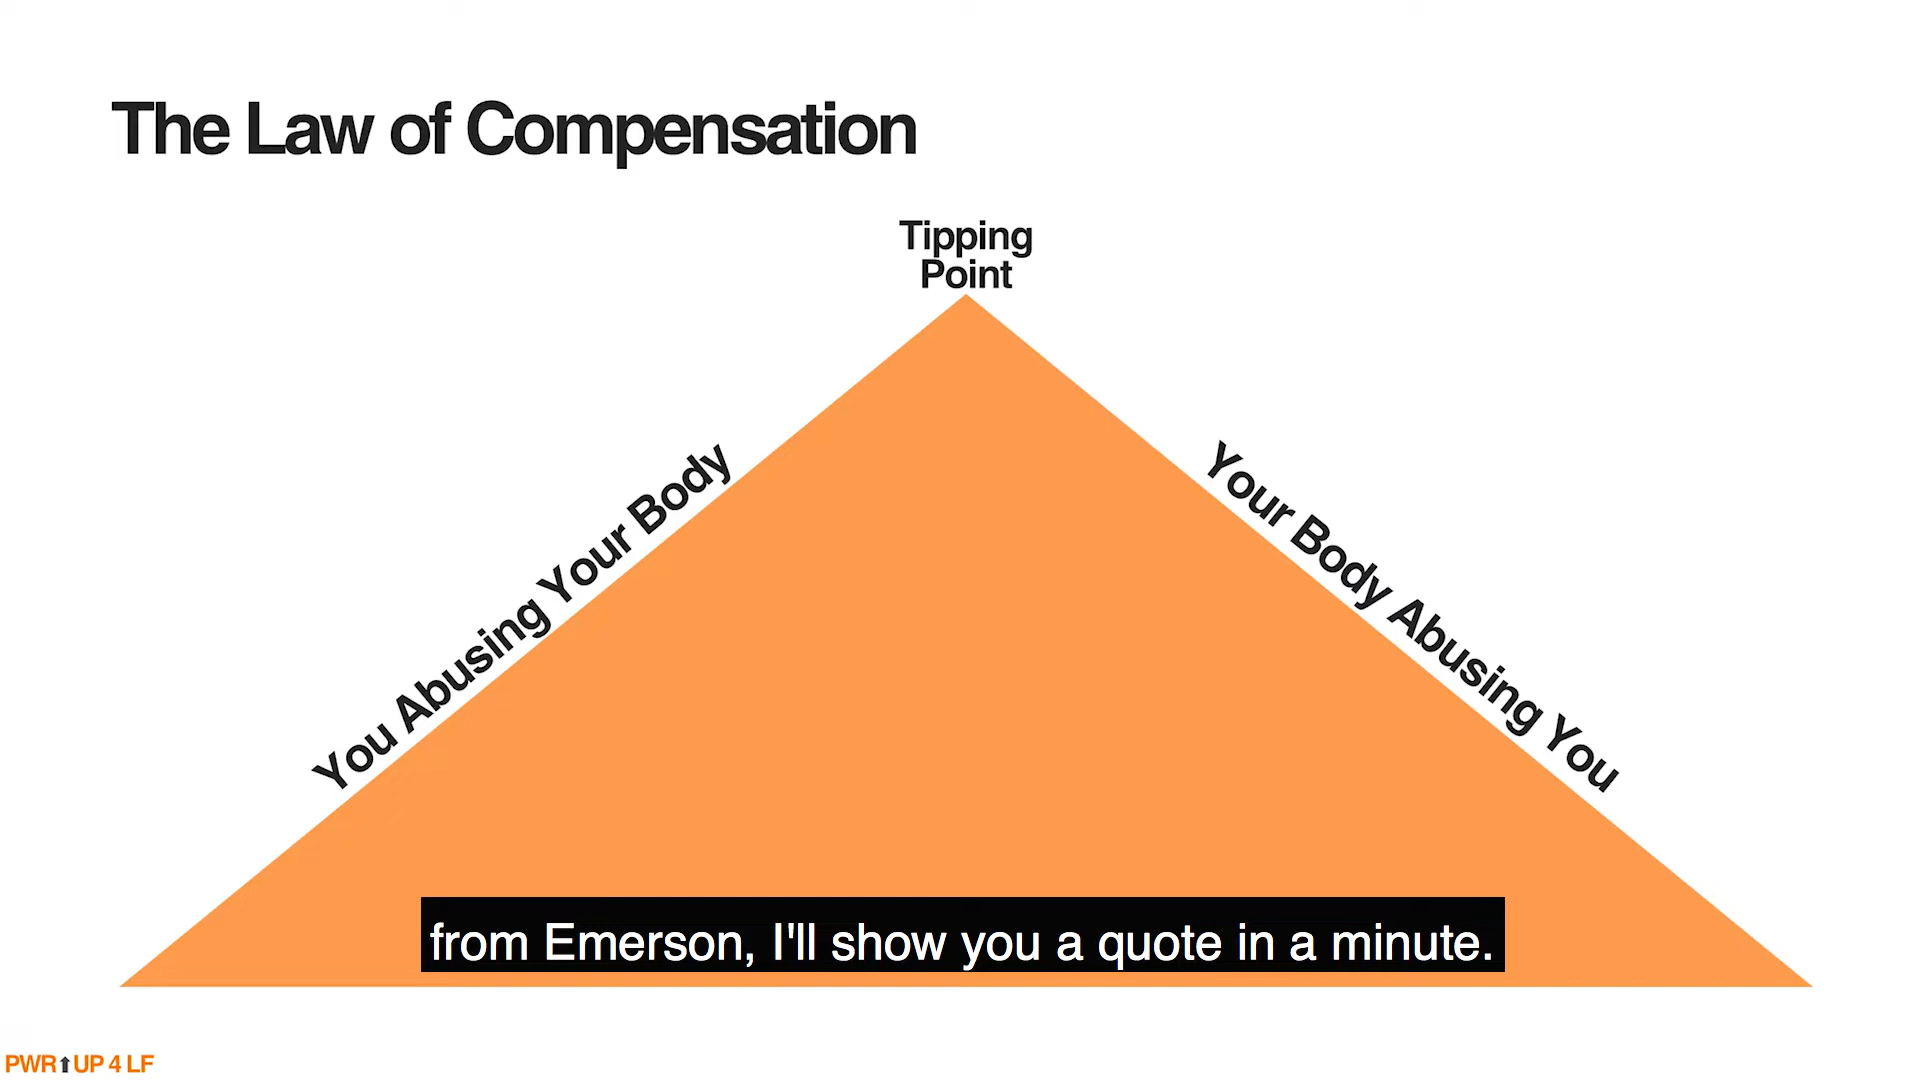 The Law of Compensation
Tipping
Point
You Abusing Your Body
Your Body Abusing You
from Emerson, I'll show you a quote in a minute.
PWR⬆UP 4 LF